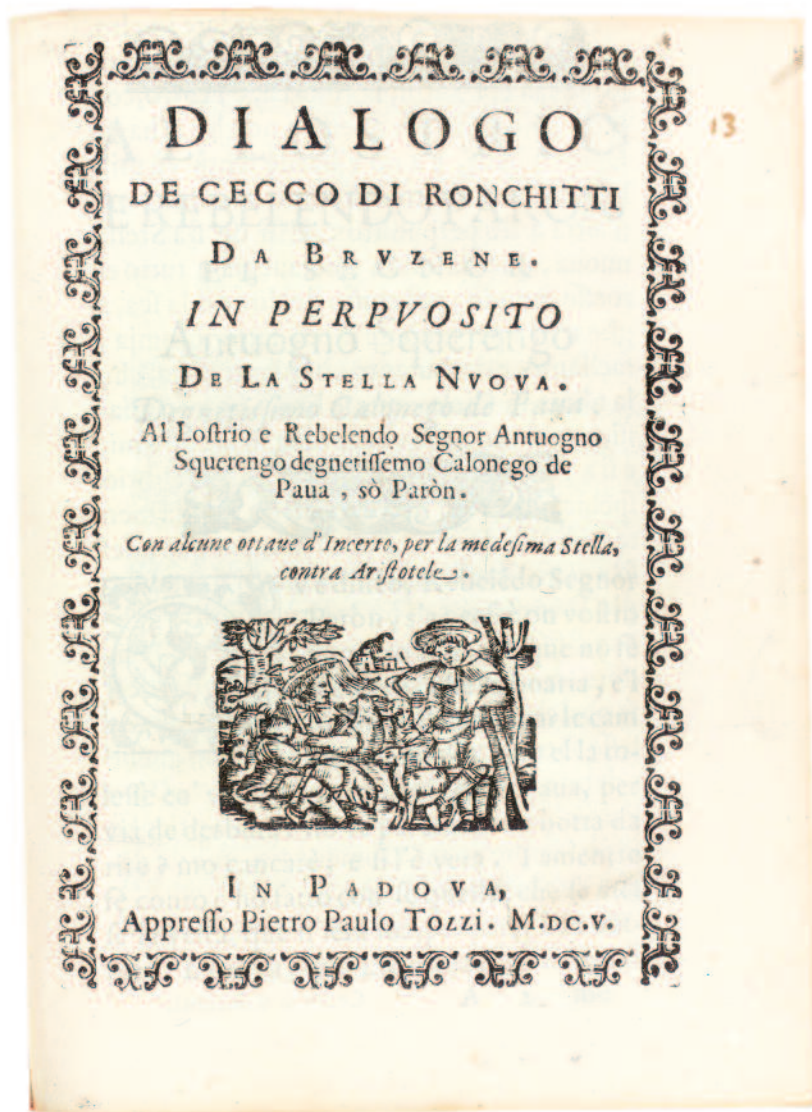 DIALOGO
DE CECCO DI RONCHITTI
DA BRVZENE.
IN PERPVOSITO
DE LA STELLA NVOVA.
Al Loſtrio e Rebelendo Segnor Antuogno
Squerengo degnetiſſemo Calonego de
Paua, sò Paròn.
Con alcune ottaue d'Incerto, per la medeſima Stella,
contra Ariſtotele.
IN PADOVA,
Appreſſo Pietro Paulo Tozzi. M.DC.V.
13